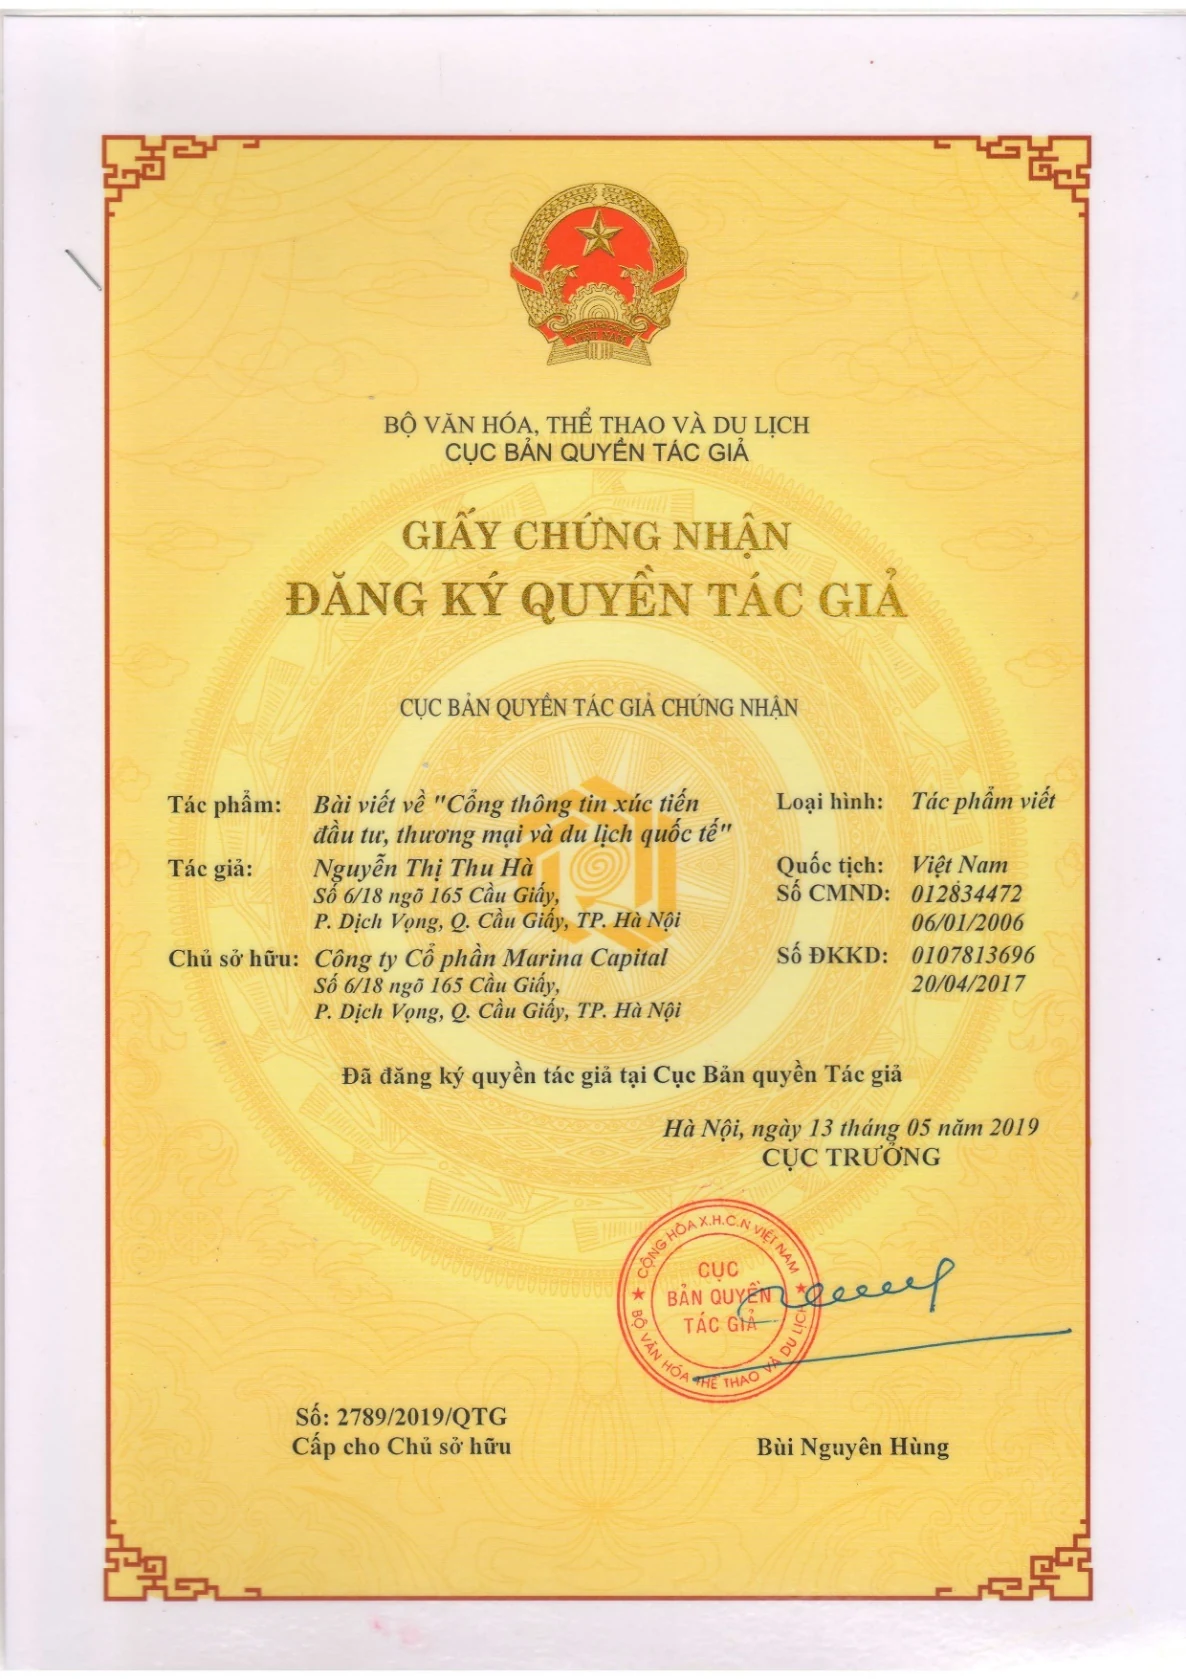 VIỆT NAM
BỘ VĂN HÓA, THỂ THAO VÀ DU LỊCH
CỤC BẢN QUYỀN TÁC GIẢ
GIẤY CHỨNG NHẬN
ĐĂNG KÝ QUYỀN TÁC GIẢ
CỤC BẢN QUYỀN TÁC GIẢ CHỨNG NHẬN
Tác phẩm: Bài viết về "Cổng thông tin xúc tiến Loại hình: Tác phẩm viết
đầu tư, thương mại và du lịch quốc tế"
Tác giả: Nguyễn Thị Thu Hà Quốc tịch: Việt Nam
Số 6/18 ngõ 165 Cầu Giấy, Số CMND: 012834472
P. Dịch Vọng, Q. Cầu Giấy, TP. Hà Nội 06/01/2006
Chủ sở hữu: Công ty Cổ phần Marina Capital Số ĐKKD: 0107813696
Số 6/18 ngõ 165 Cầu Giấy, 20/04/2017
P. Dịch Vọng, Q. Cầu Giấy, TP. Hà Nội
Đã đăng ký quyền tác giả tại Cục Bản quyền Tác giả
Hà Nội, ngày 13 tháng 05 năm 2019
CỤC TRƯỞNG
CỘNG HÒA X.H.C.N VIỆT NAM
CỤC
BẢN QUYỀN
TÁC GIẢ
BỘ VĂN HÓA THỂ THAO VÀ DU LỊCH
Số: 2789/2019/QTG
Cấp cho Chủ sở hữu Bùi Nguyên Hùng